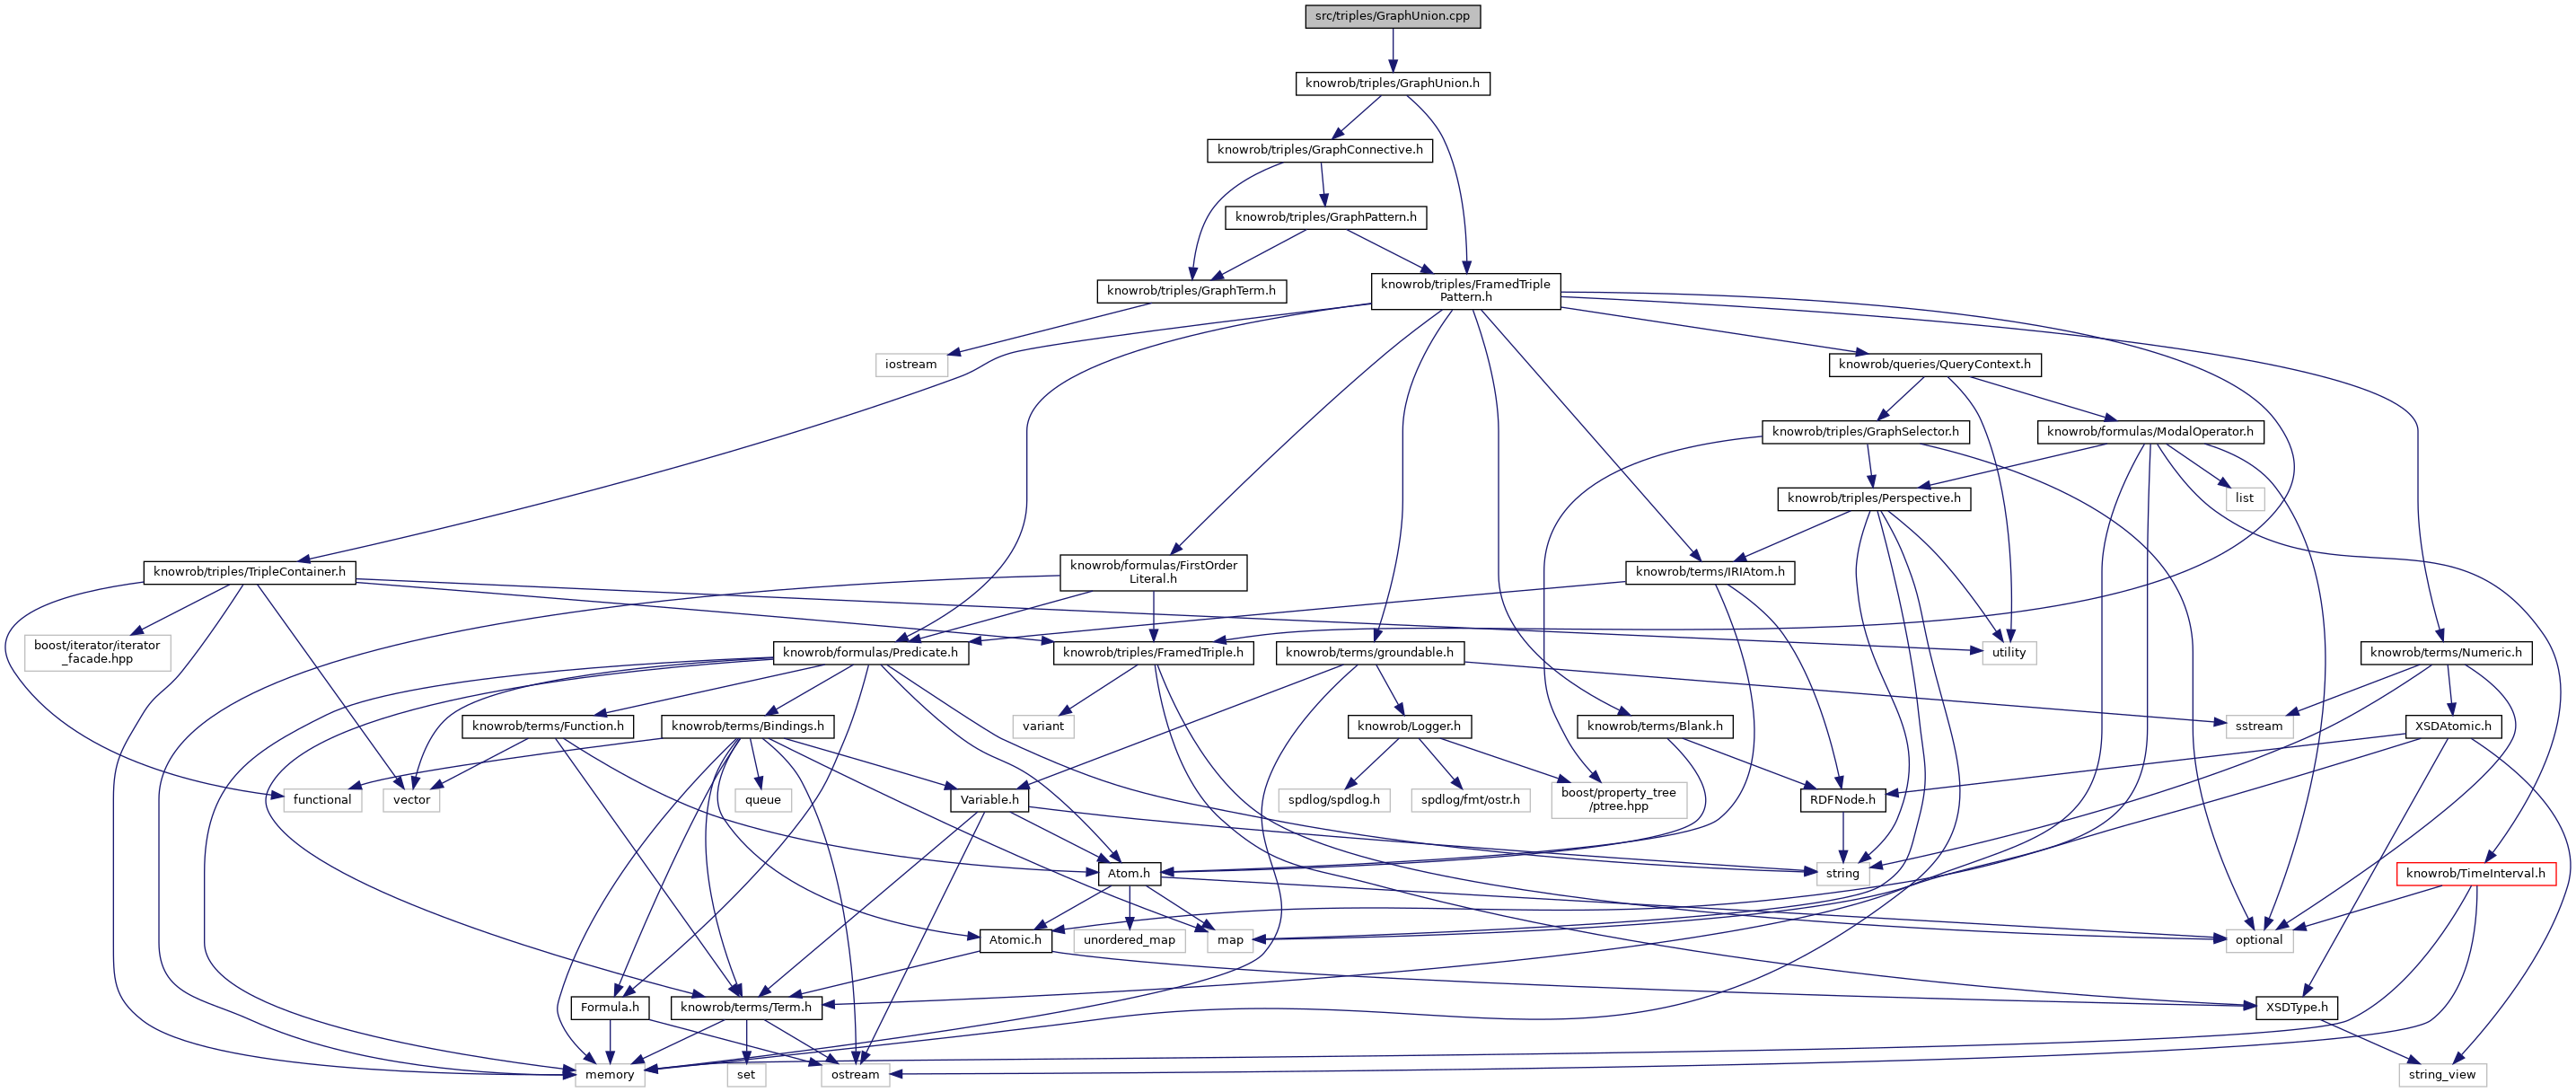 src/triples/GraphUnion.cpp
knowrob/triples/GraphUnion.h
knowrob/triples/GraphConnective.h
knowrob/triples/GraphPattern.h
knowrob/triples/GraphTerm.h
knowrob/triples/FramedTriple
Pattern.h
iostream
knowrob/queries/QueryContext.h
knowrob/triples/GraphSelector.h
knowrob/formulas/ModalOperator.h
knowrob/triples/Perspective.h
list
knowrob/triples/TripleContainer.h
knowrob/formulas/FirstOrder
Literal.h
knowrob/terms/IRIAtom.h
boost/iterator/iterator
_facade.hpp
knowrob/formulas/Predicate.h
knowrob/triples/FramedTriple.h
knowrob/terms/groundable.h
utility
knowrob/terms/Numeric.h
knowrob/terms/Function.h
knowrob/terms/Bindings.h
variant
knowrob/Logger.h
knowrob/terms/Blank.h
sstream
XSDAtomic.h
functional
vector
queue
Variable.h
spdlog/spdlog.h
spdlog/fmt/ostr.h
boost/property_tree
/ptree.hpp
RDFNode.h
Atom.h
string
knowrob/TimeInterval.h
Atomic.h
unordered_map
map
optional
Formula.h
knowrob/terms/Term.h
XSDType.h
memory
set
ostream
string_view